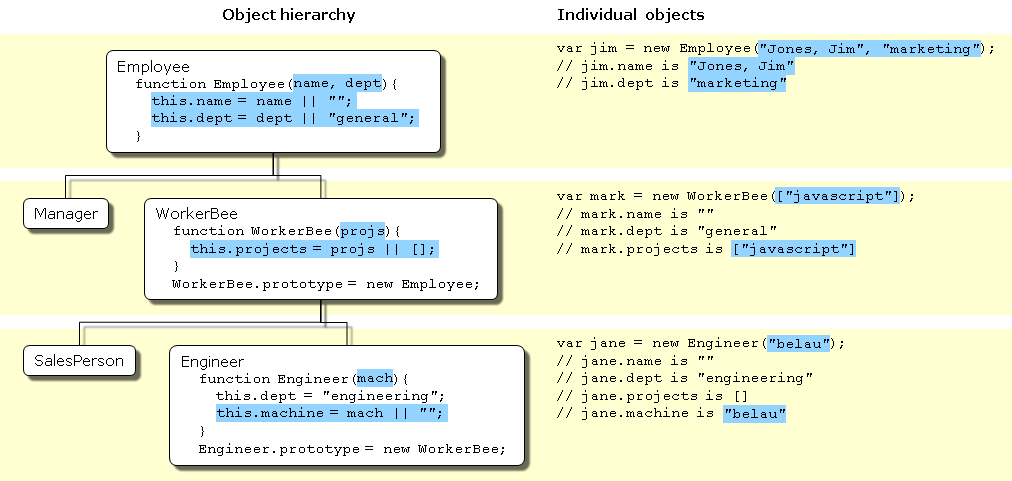 Object hierarchy
Individual objects
Employee
function Employee(name, dept){
this.name = name || "";
this.dept = dept || "general";
}
var jim = new Employee("Jones, Jim", "marketing");
// jim.name is "Jones, Jim"
// jim.dept is "marketing"
Manager
WorkerBee
function WorkerBee(projs){
this.projects = projs || [];
}
WorkerBee.prototype = new Employee;
var mark = new WorkerBee(["javascript"]);
// mark.name is ""
// mark.dept is "general"
// mark.projects is ["javascript"]
SalesPerson
Engineer
function Engineer(mach){
this.dept = "engineering";
this.machine = mach || "";
}
Engineer.prototype = new WorkerBee;
var jane = new Engineer("belau");
// jane.name is ""
// jane.dept is "engineering"
// jane.projects is []
// jane.machine is "belau"